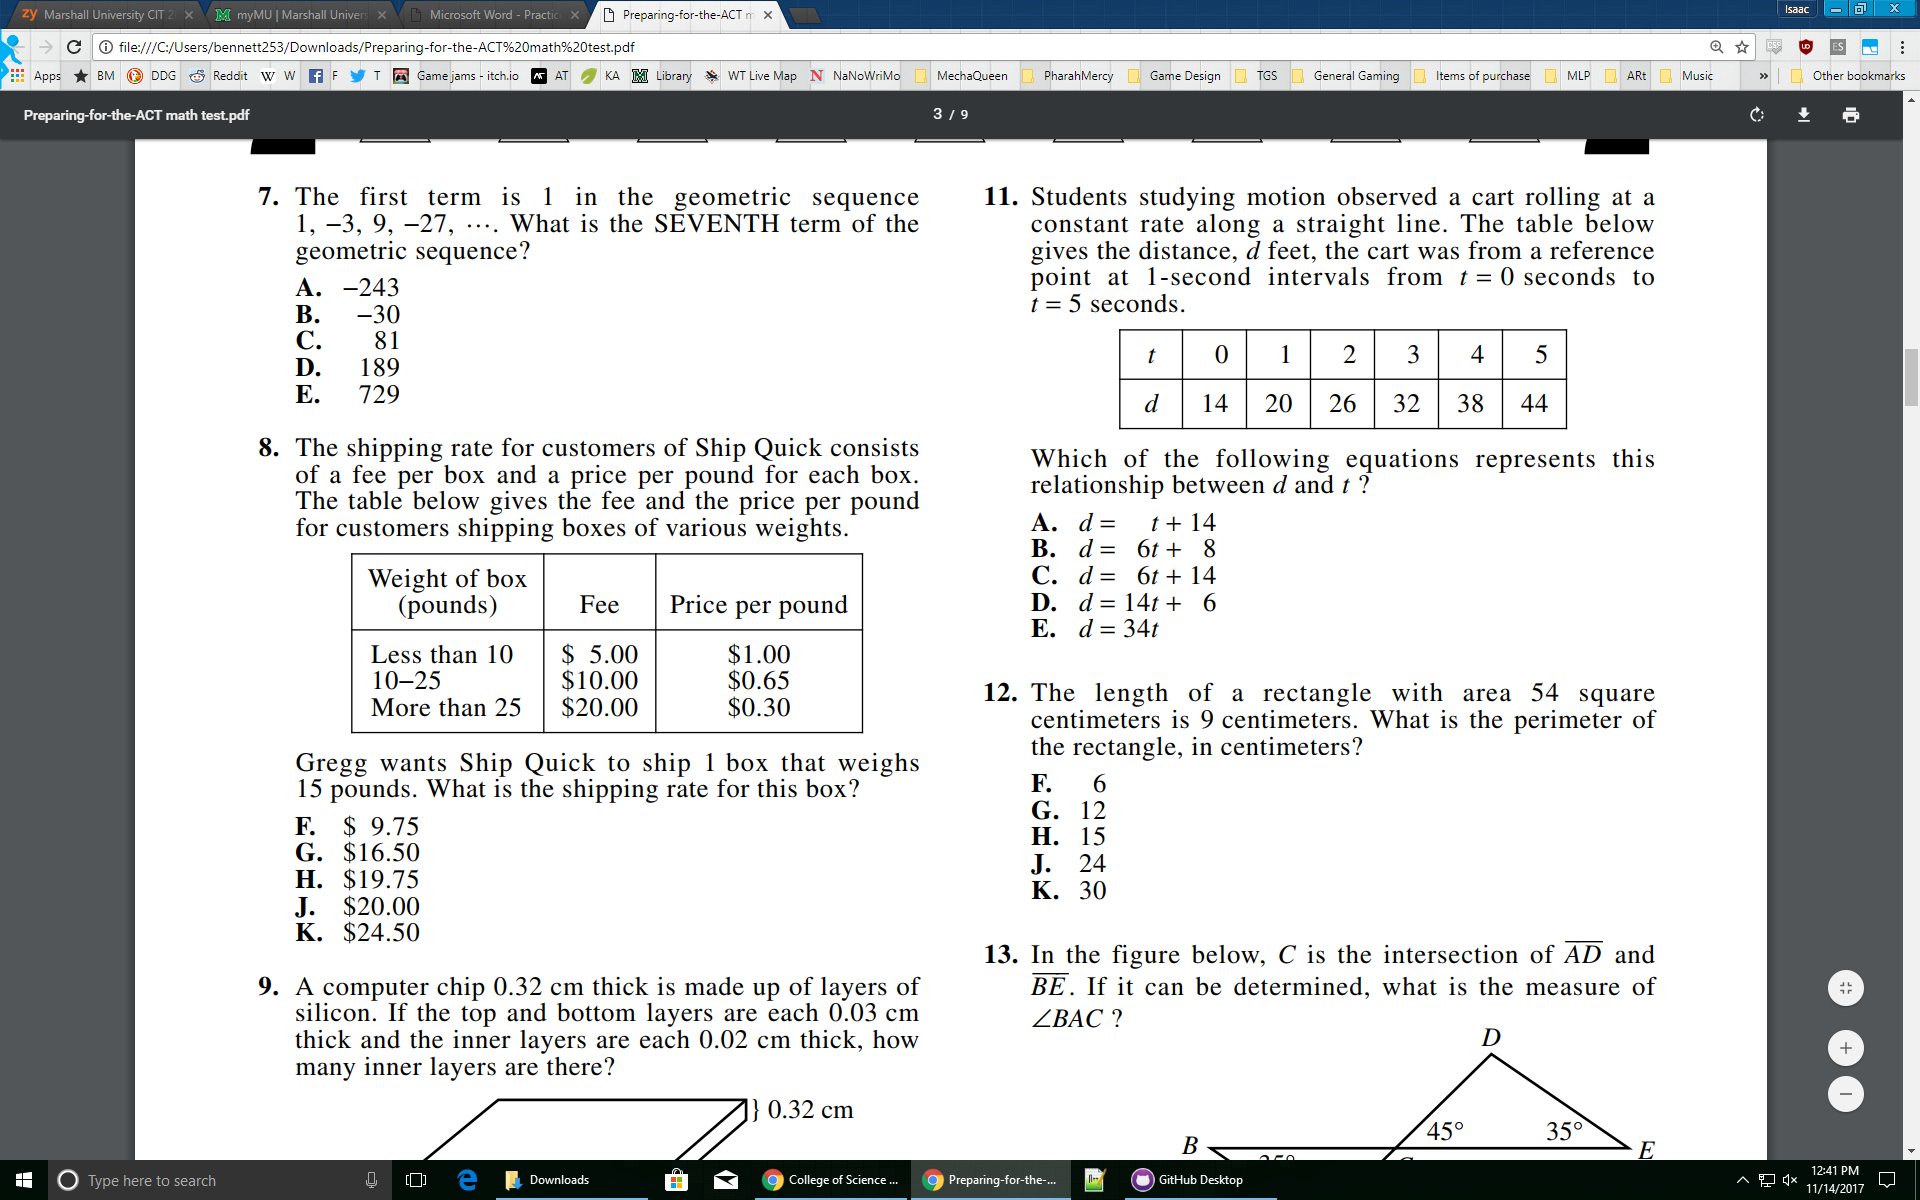 Marshall University CIT 2
myMU | Marshall Univers
Microsoft Word - Practic
Preparing-for-the-ACT m
Isaac
file:///C:/Users/bennett253/Downloads/Preparing-for-the-ACT%20math%20test.pdf
Apps BM DDG Reddit W W F T Game jams - itch.io AT KA Library WT Live Map NaNoWriMo MechaQueen PharahMercy Game Design TGS General Gaming Items of purchase MLP ARt Music » Other bookmarks
Preparing-for-the-ACT math test.pdf
3 / 9
7. The first term is 1 in the geometric sequence
1, −3, 9, −27, ⋯. What is the SEVENTH term of the
geometric sequence?
A. −243
B. −30
C. 81
D. 189
E. 729
8. The shipping rate for customers of Ship Quick consists
of a fee per box and a price per pound for each box.
The table below gives the fee and the price per pound
for customers shipping boxes of various weights.
Weight of box
(pounds) Fee Price per pound
Less than 10 $ 5.00 $1.00
10–25 $10.00 $0.65
More than 25 $20.00 $0.30
Gregg wants Ship Quick to ship 1 box that weighs
15 pounds. What is the shipping rate for this box?
F. $ 9.75
G. $16.50
H. $19.75
J. $20.00
K. $24.50
9. A computer chip 0.32 cm thick is made up of layers of
silicon. If the top and bottom layers are each 0.03 cm
thick and the inner layers are each 0.02 cm thick, how
many inner layers are there?
} 0.32 cm
11. Students studying motion observed a cart rolling at a
constant rate along a straight line. The table below
gives the distance, d feet, the cart was from a reference
point at 1-second intervals from t = 0 seconds to
t = 5 seconds.
t 0 1 2 3 4 5
d 14 20 26 32 38 44
Which of the following equations represents this
relationship between d and t ?
A. d = t + 14
B. d = 6t + 8
C. d = 6t + 14
D. d = 14t + 6
E. d = 34t
12. The length of a rectangle with area 54 square
centimeters is 9 centimeters. What is the perimeter of
the rectangle, in centimeters?
F. 6
G. 12
H. 15
J. 24
K. 30
13. In the figure below, C is the intersection of A̅D̅ and
B̅E̅. If it can be determined, what is the measure of
∠BAC ?
D
45° 35°
B E
Type here to search
Downloads
College of Science ...
Preparing-for-the-...
GitHub Desktop
12:41 PM
11/14/2017